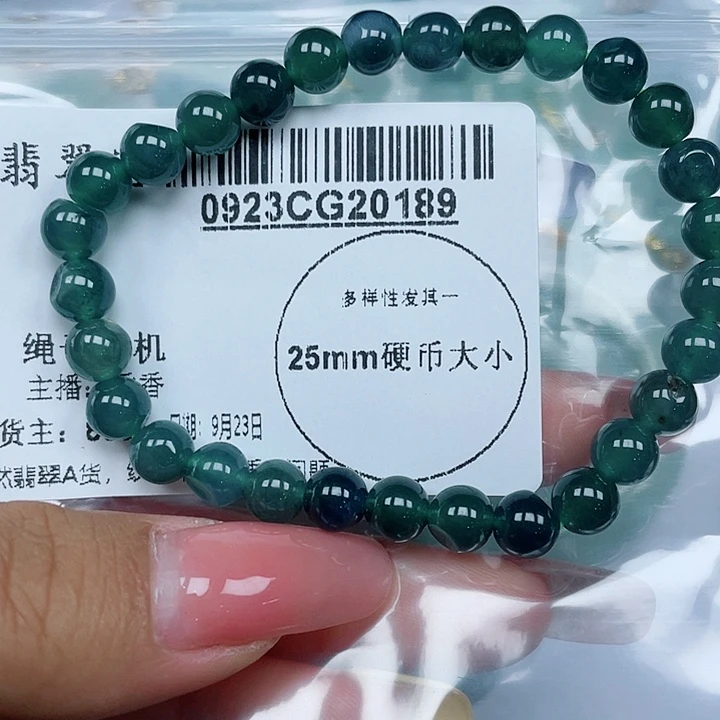 翡翠
0923CG20189
多样性发其一
25mm硬币大小
绳 机
主播: 香
货主:
日期: 9月23日
然翡翠A货,